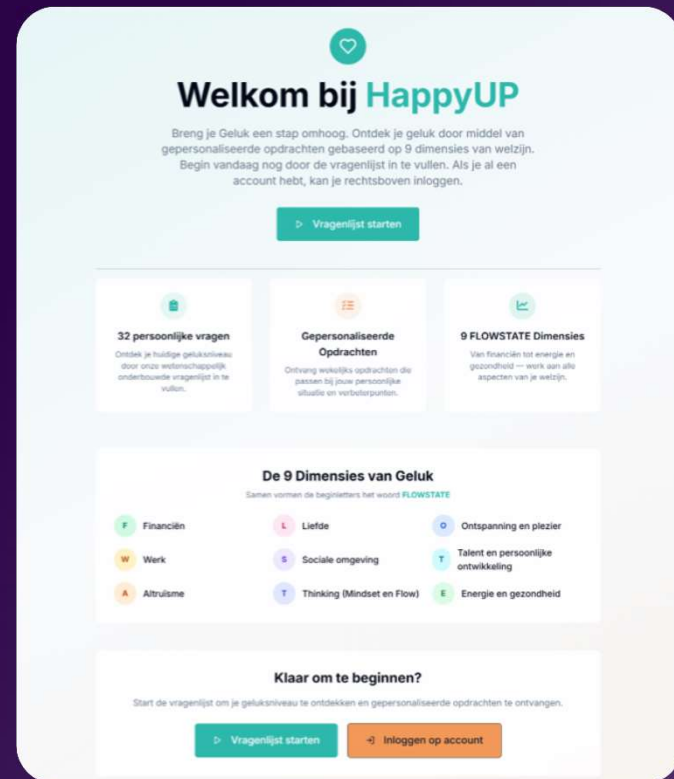 Welkom bij HappyUP
Breng je Geluk een stap omhoog. Ontdek je geluk door middel van
gepersonaliseerde opdrachten gebaseerd op 9 dimensies van welzijn.
Begin vandaag nog door de vragenlijst in te vullen. Als je al een
account hebt, kan je rechtsboven inloggen.
Vragenlijst starten
32 persoonlijke vragen
Ontdek je huidige geluksniveau
door onze wetenschappelijk
onderbouwde vragenlijst in te
vullen.
Gepersonaliseerde
Opdrachten
Ontvang wekelijks opdrachten die
passen bij jouw persoonlijke
situatie en verbeterpunten.
9 FLOWSTATE Dimensies
Van financiën tot energie en
gezondheid — werk aan alle
aspecten van je welzijn.
De 9 Dimensies van Geluk
Samen vormen de beginletters het woord FLOWSTATE
F Financiën
L Liefde
O Ontspanning en plezier
W Werk
S Sociale omgeving
T Talent en persoonlijke
ontwikkeling
A Altruïsme
T Thinking (Mindset en Flow)
E Energie en gezondheid
Klaar om te beginnen?
Start de vragenlijst om je geluksniveau te ontdekken en gepersonaliseerde opdrachten te ontvangen.
Vragenlijst starten
Inloggen op account